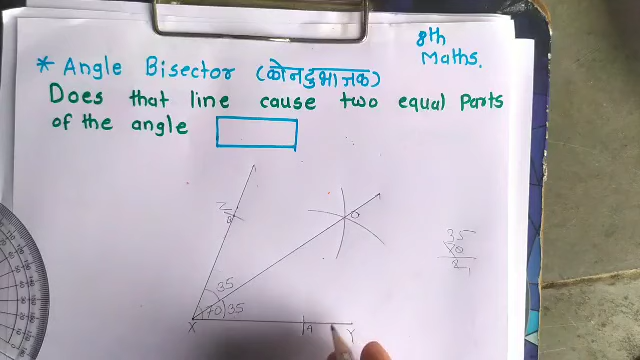 8th
Maths.
* Angle Bisector (कोनदुभाजक)
Does that line cause two equal parts
of the angle
Z
B
O
35
70 35
X
A
Y
35
70
2